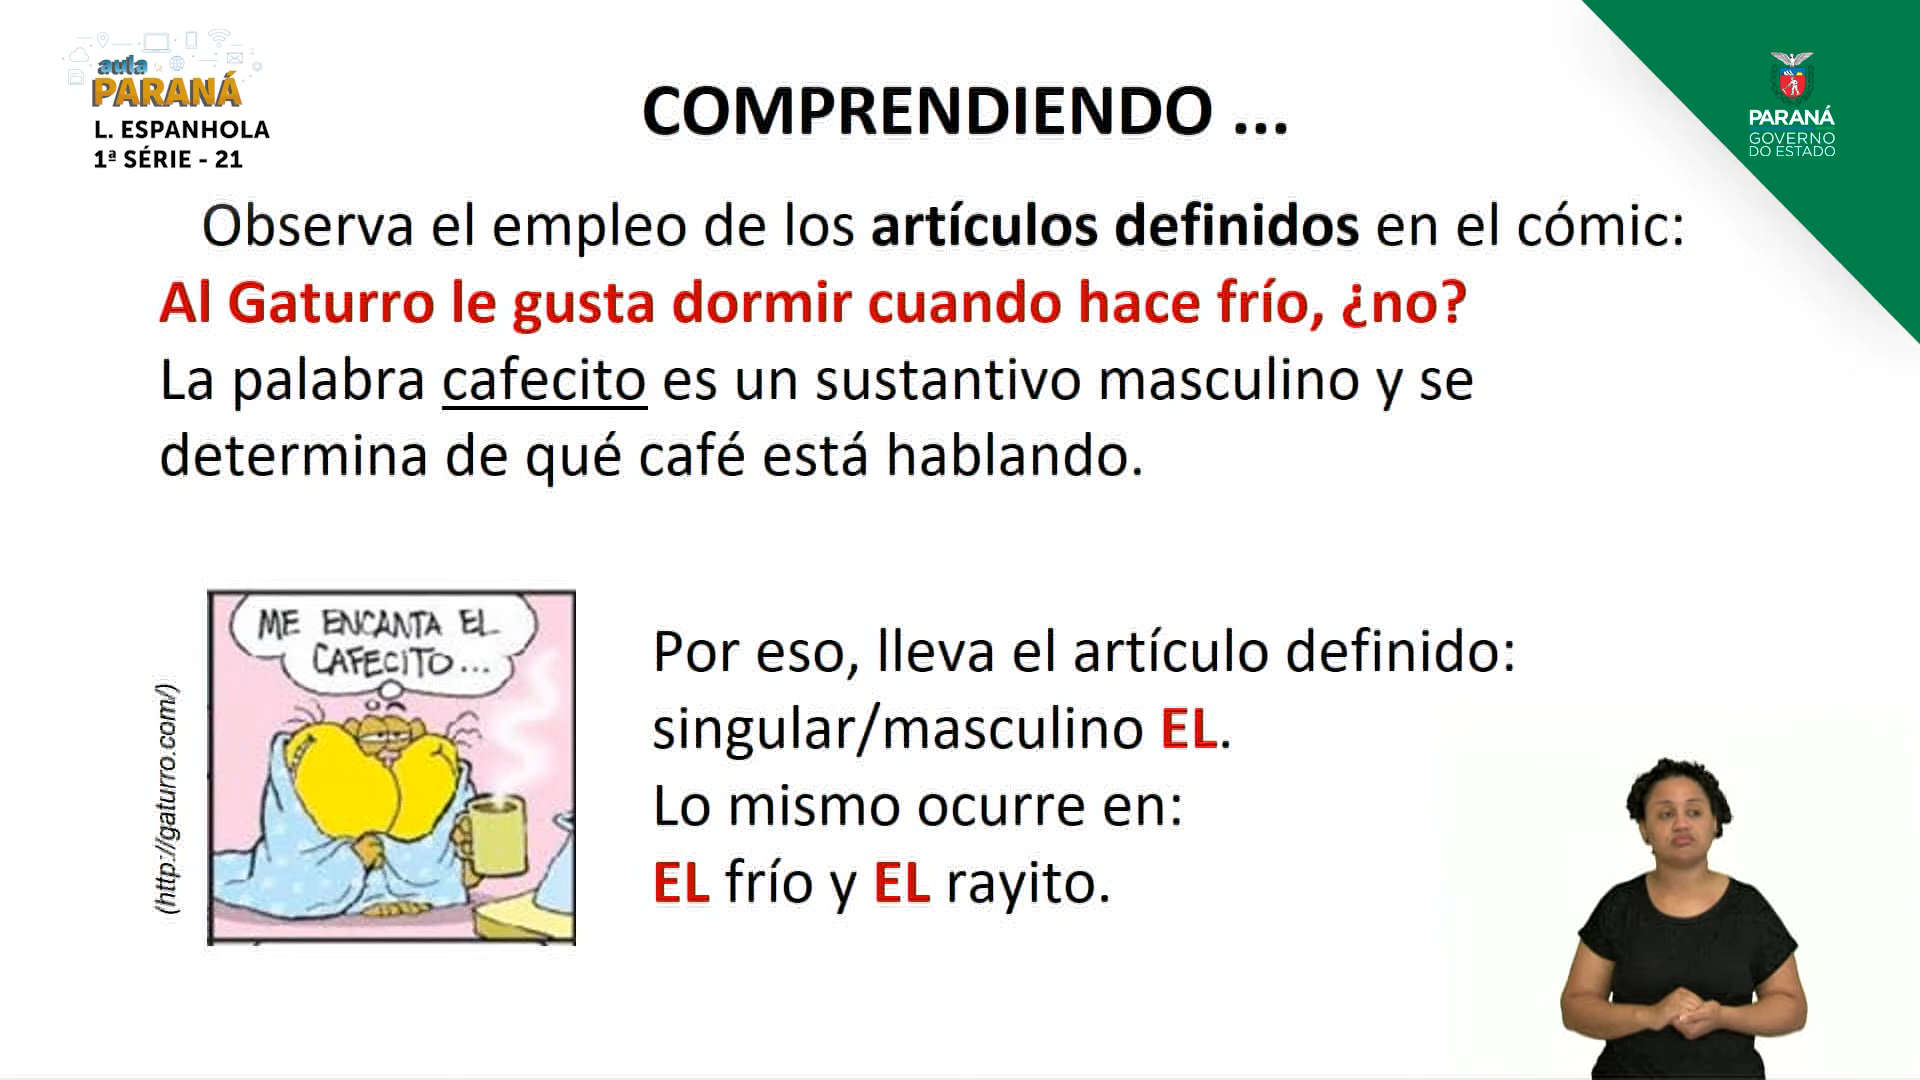 aula
PARANÁ
L. ESPANHOLA
1ª SÉRIE - 21
PARANÁ
GOVERNO
DO ESTADO
COMPRENDIENDO ...
Observa el empleo de los artículos definidos en el cómic:
Al Gaturro le gusta dormir cuando hace frío, ¿no?
La palabra cafecito es un sustantivo masculino y se
determina de qué café está hablando.
ME ENCANTA EL
CAFECITO...
(http://gaturro.com/)
Por eso, lleva el artículo definido:
singular/masculino EL.
Lo mismo ocurre en:
EL frío y EL rayito.